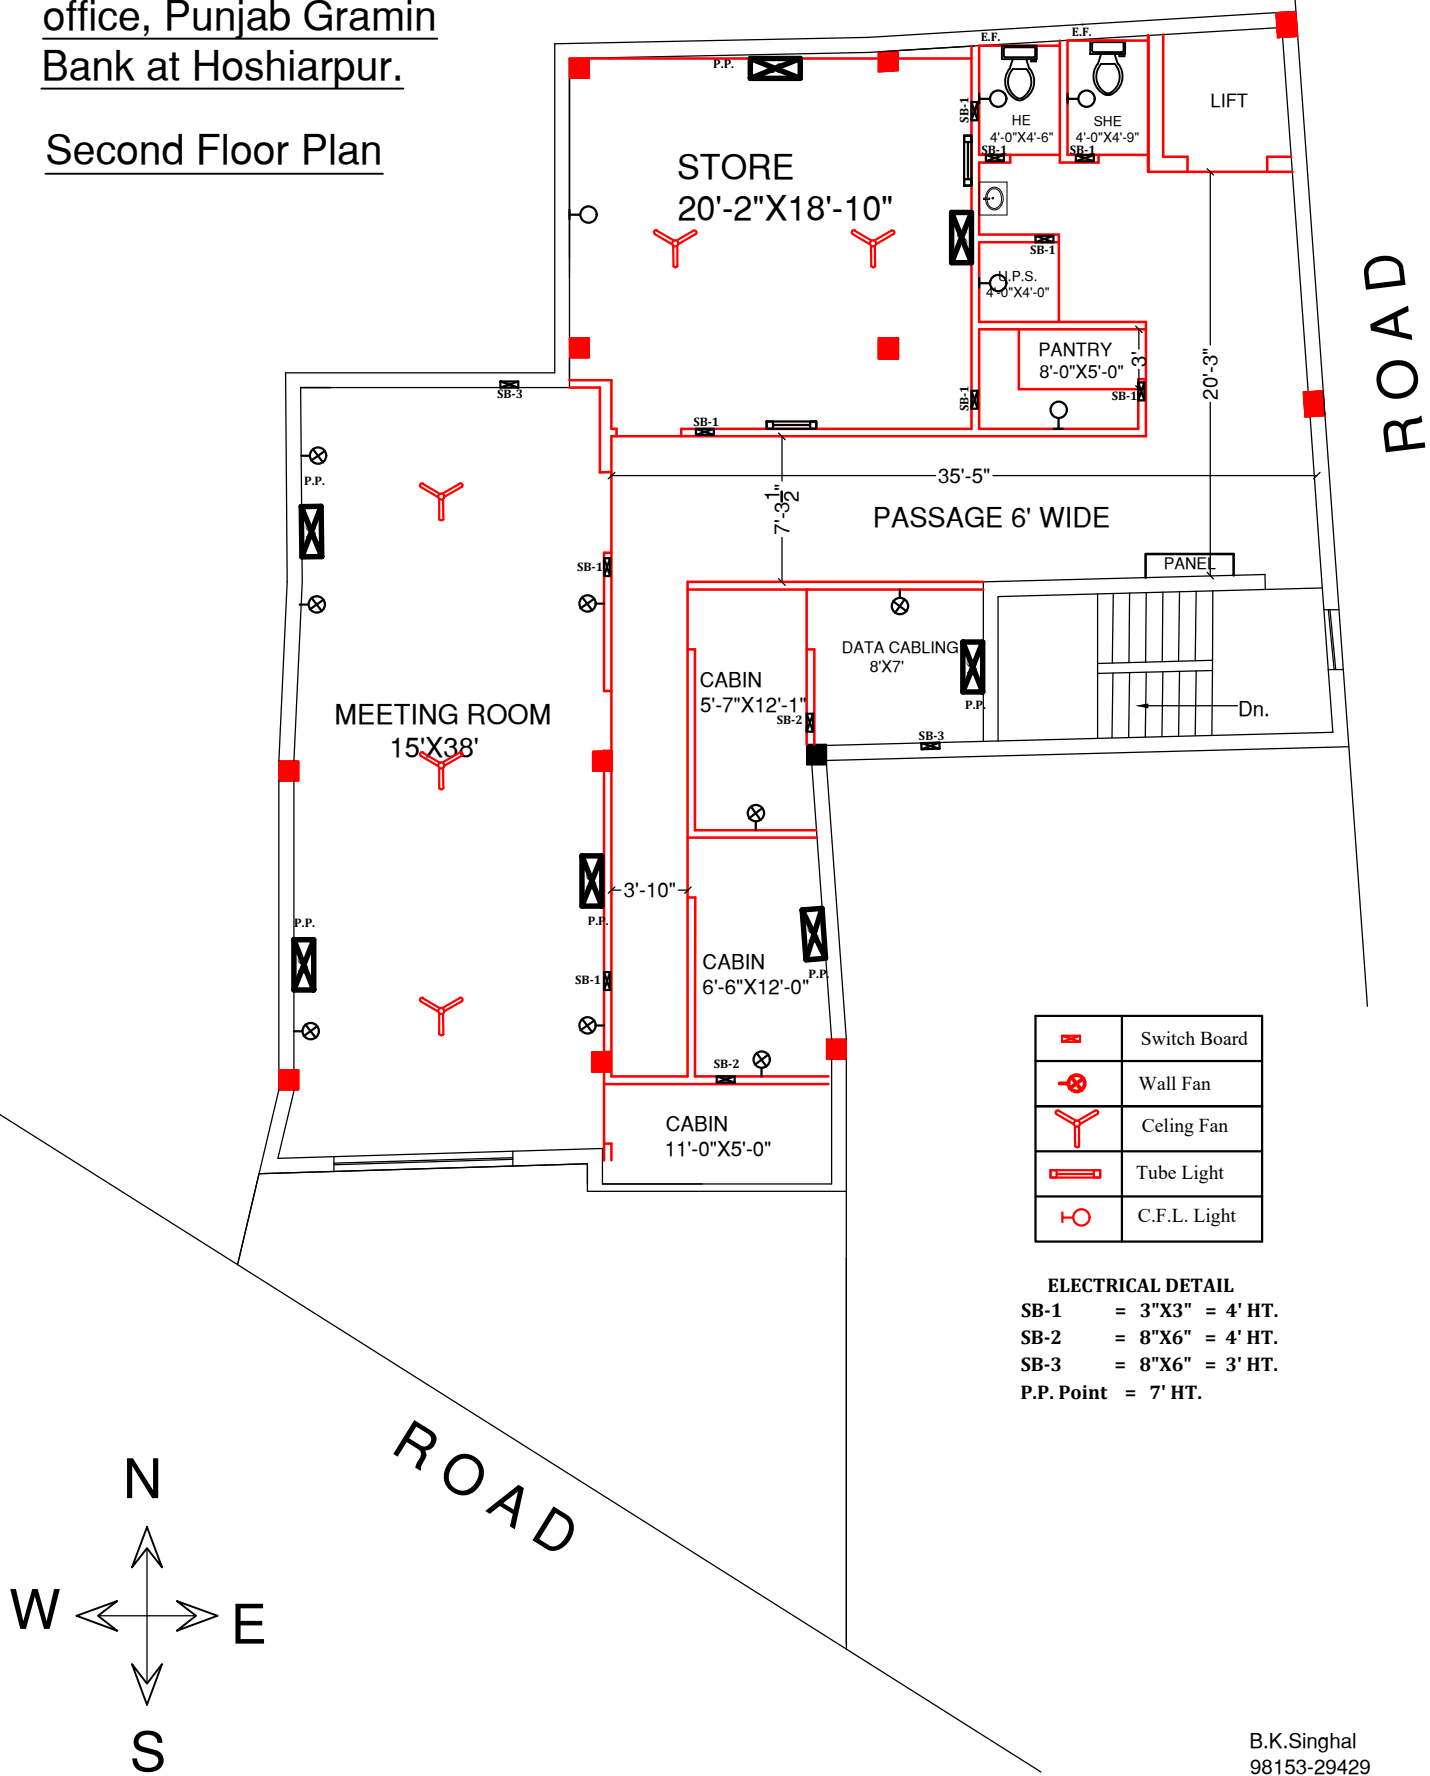 office, Punjab Gramin
Bank at Hoshiarpur.
Second Floor Plan
E.F.
E.F.
P.P.
SB-1
HE
4'-0"X4'-6"
SHE
4'-0"X4'-9"
LIFT
SB-1
SB-1
STORE
20'-2"X18'-10"
SB-1
U.P.S.
4'-0"X4'-0"
PANTRY
8'-0"X5'-0"
3'
20'-3"
ROAD
SB-3
SB-1
SB-1
SB-1
P.P.
35'-5"
7'-3 1/2"
PASSAGE 6' WIDE
PANEL
SB-1
DATA CABLING
8'X7'
CABIN
5'-7"X12'-1"
SB-2
P.P.
Dn.
SB-3
MEETING ROOM
15'X38'
3'-10"
P.P.
P.P.
CABIN
6'-6"X12'-0"
P.P.
SB-1
SB-2
CABIN
11'-0"X5'-0"
Switch Board
Wall Fan
Celing Fan
Tube Light
C.F.L. Light
ELECTRICAL DETAIL
SB-1 = 3"X3" = 4' HT.
SB-2 = 8"X6" = 4' HT.
SB-3 = 8"X6" = 3' HT.
P.P. Point = 7' HT.
ROAD
N
W E
S
B.K.Singhal
98153-29429